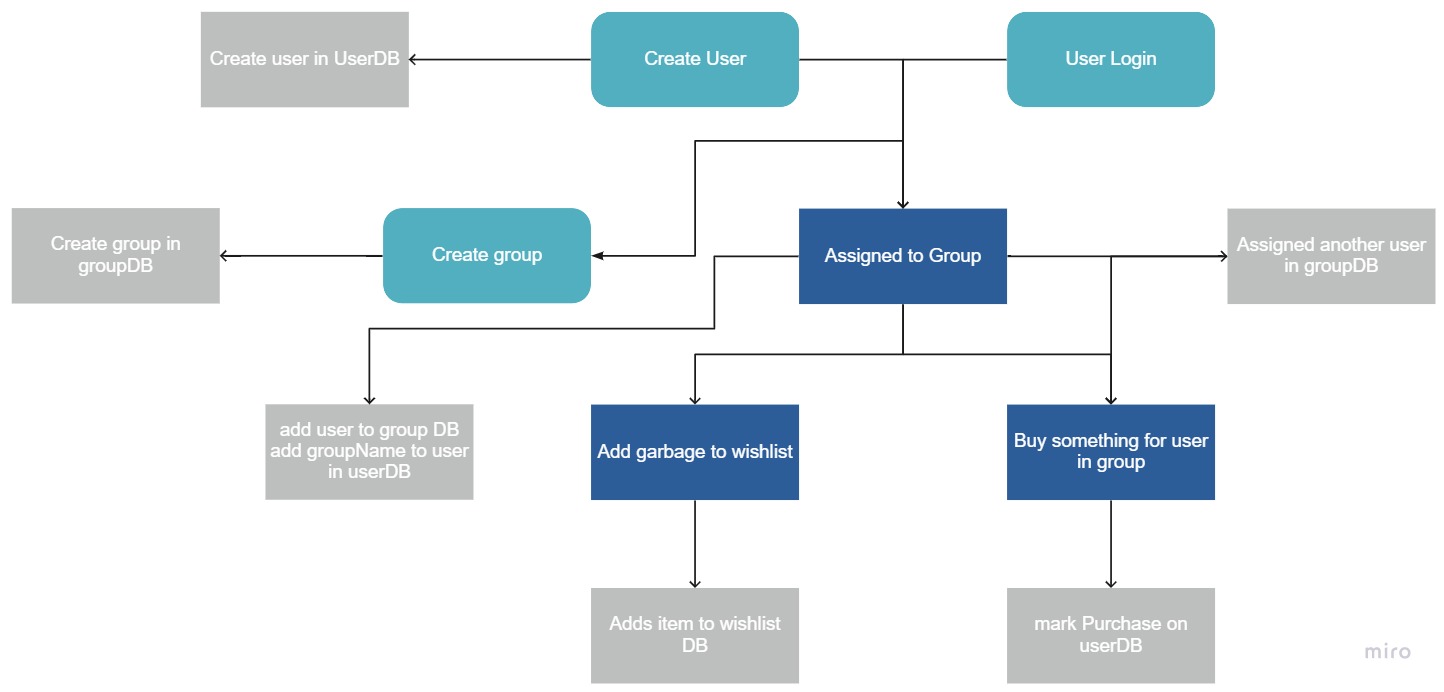 Create user in UserDB
Create User
User Login
Create group in
groupDB
Create group
Assigned to Group
Assigned another user
in groupDB
add user to group DB
add groupName to user
in userDB
Add garbage to wishlist
Buy something for user
in group
Adds item to wishlist
DB
mark Purchase on
userDB
miro